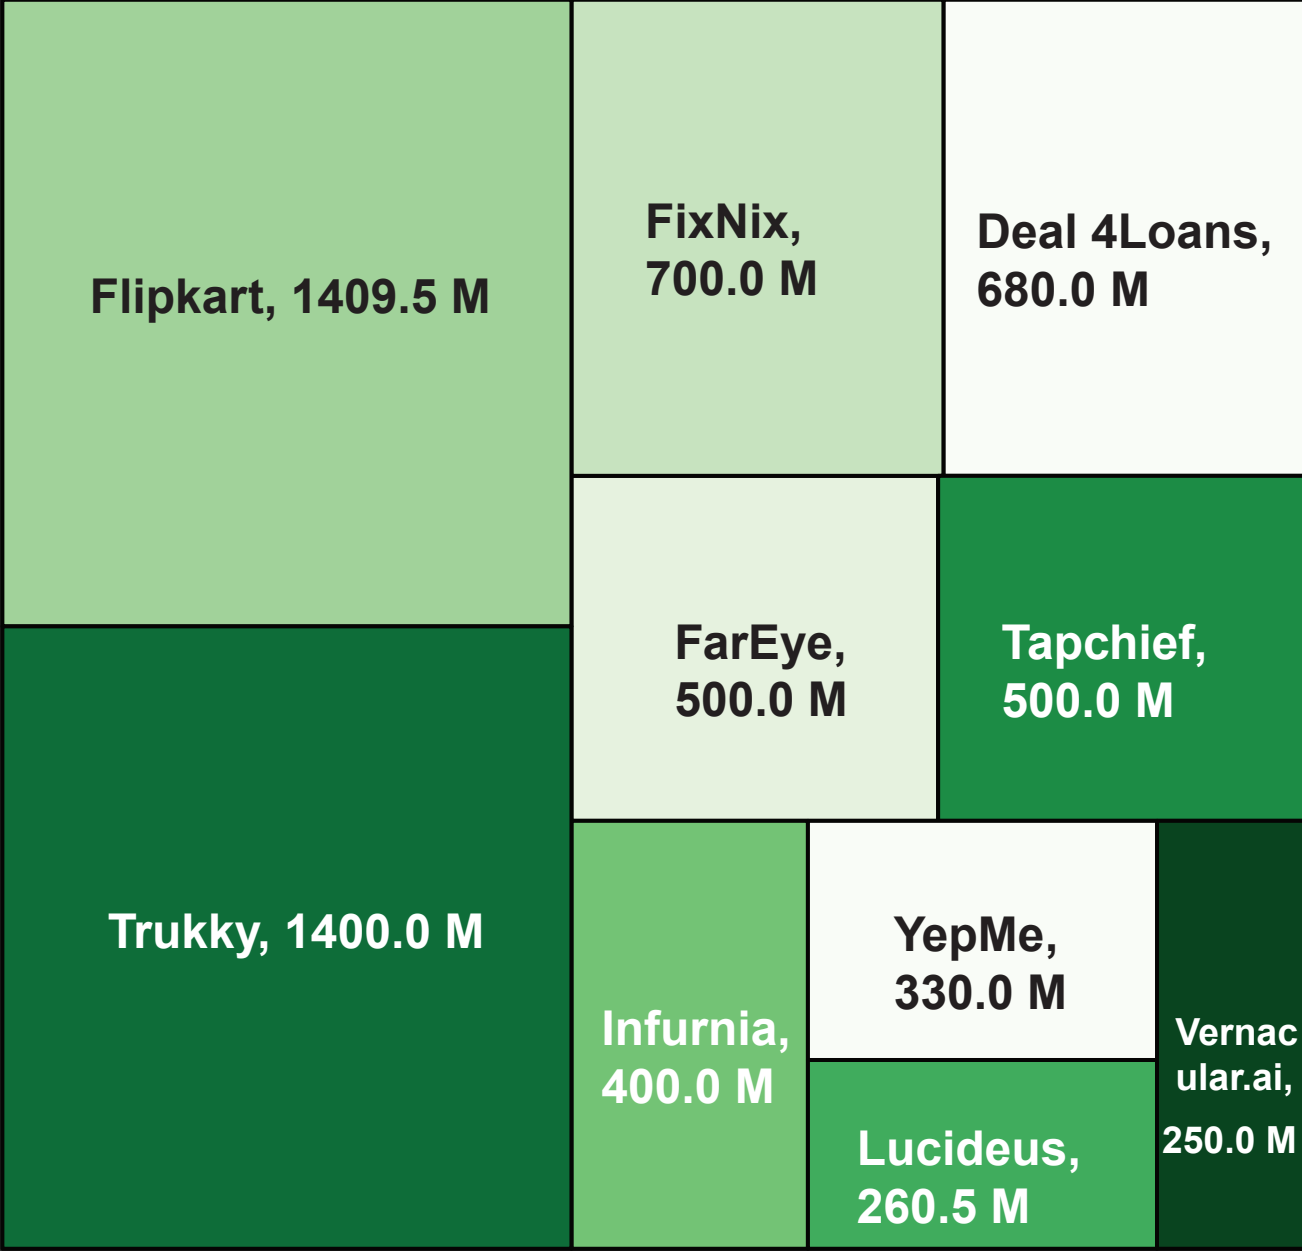 Flipkart, 1409.5 M
FixNix,
700.0 M
Deal 4Loans,
680.0 M
FarEye,
500.0 M
Tapchief,
500.0 M
Trukky, 1400.0 M
Infurnia,
400.0 M
YepMe,
330.0 M
Lucideus,
260.5 M
Vernac
ular.ai,
250.0 M